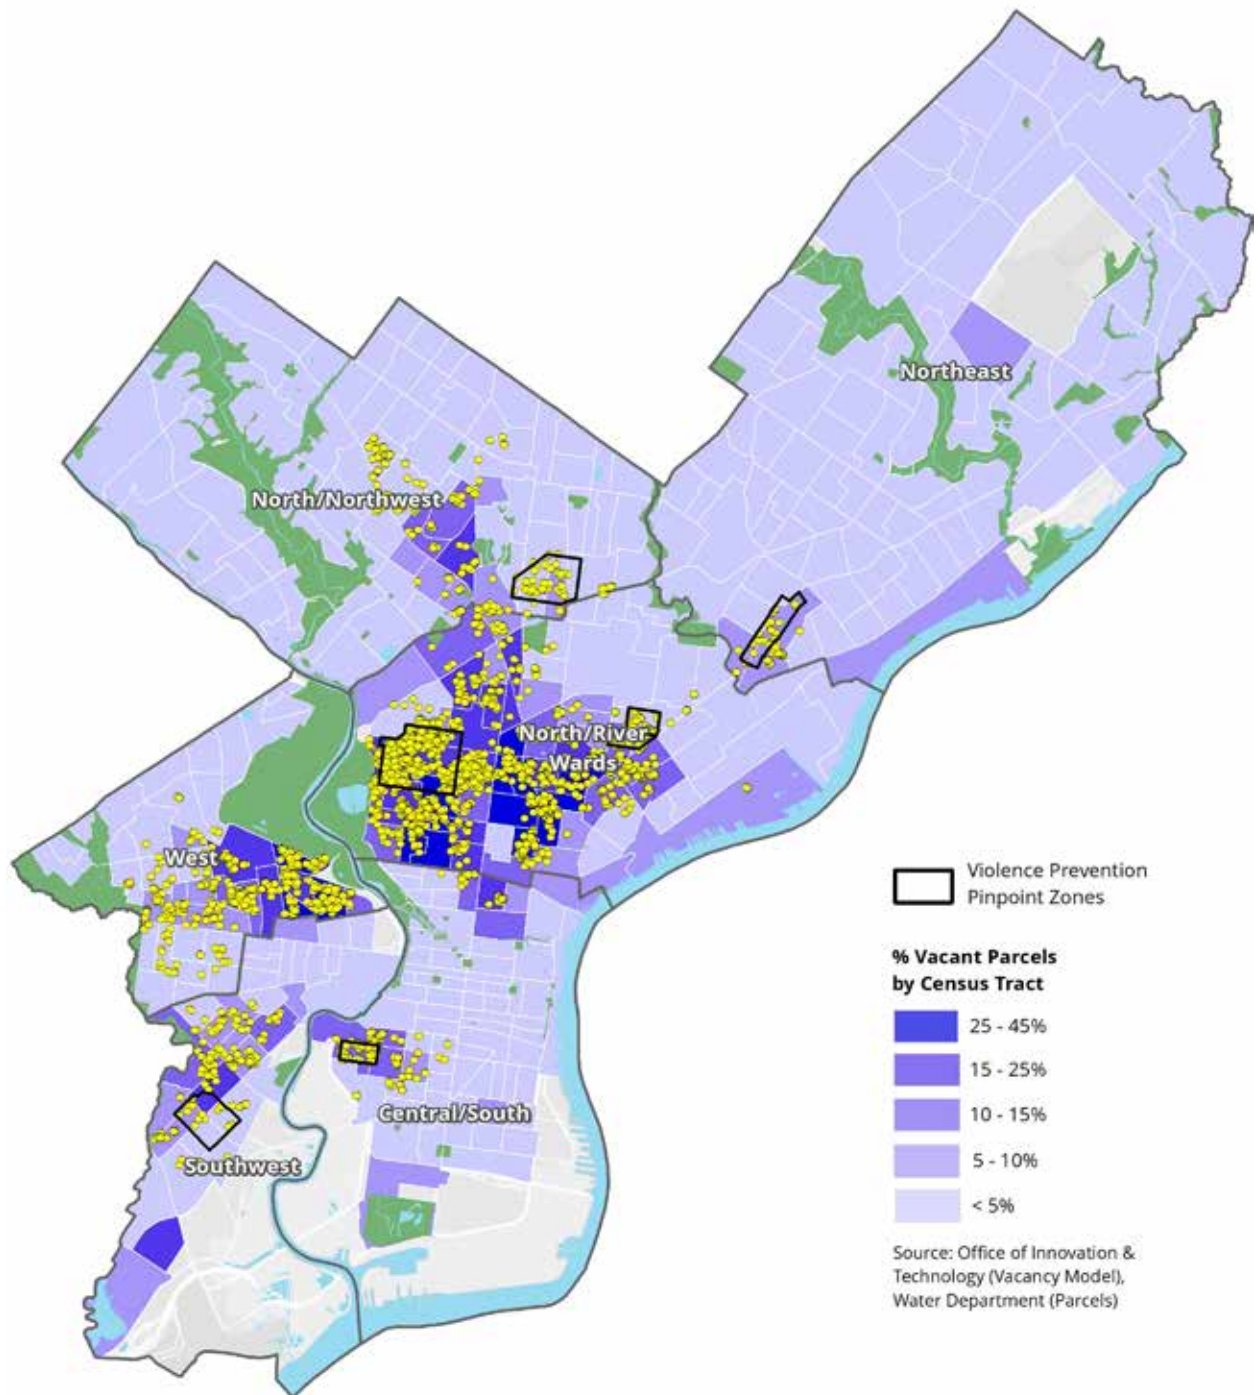 Northeast
North/Northwest
North/River
Wards
West
Central/South
Southwest
Violence Prevention
Pinpoint Zones
% Vacant Parcels
by Census Tract
25 - 45%
15 - 25%
10 - 15%
5 - 10%
< 5%
Source: Office of Innovation &
Technology (Vacancy Model),
Water Department (Parcels)